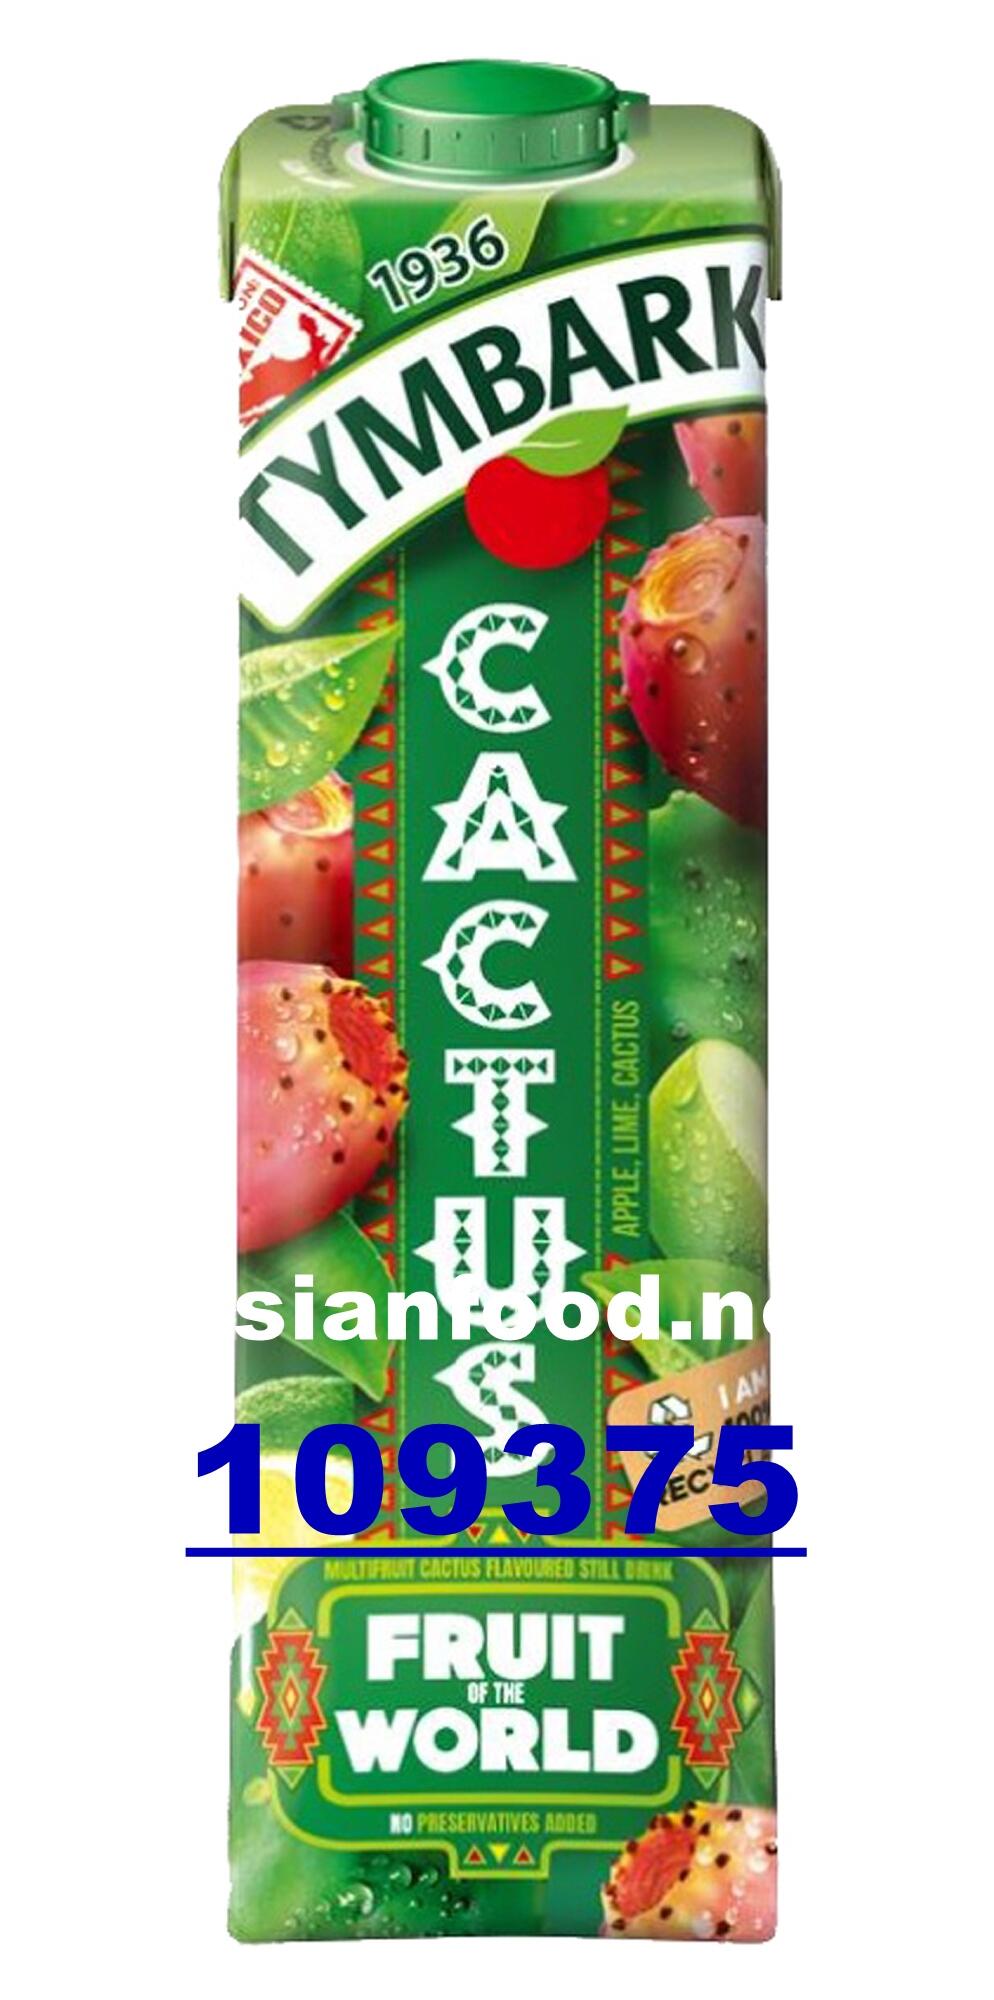 1936
TYMBARK
CACTUS
APPLE, LIME, CACTUS
sianfood.n
I AM
100%
109375
MULTIFRUIT CACTUS FLAVOURED STILL DRINK
FRUIT
OF THE
WORLD
NO PRESERVATIVES ADDED